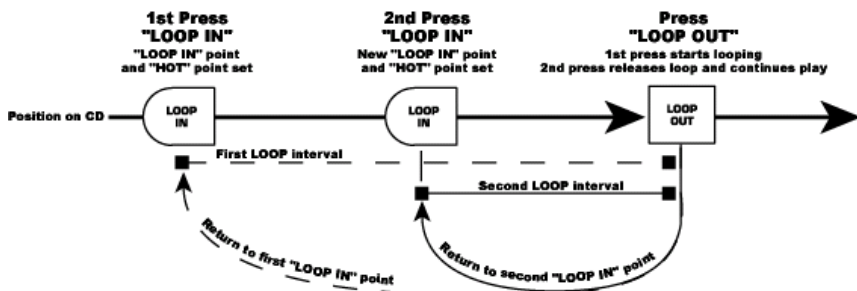 1st Press
"LOOP IN"
"LOOP IN" point
and "HOT" point set
2nd Press
"LOOP IN"
New "LOOP IN" point
and "HOT" point set
Press
"LOOP OUT"
1st press starts looping
2nd press releases loop and continues play
Position on CD
LOOP
IN
LOOP
IN
LOOP
OUT
First LOOP interval
Second LOOP interval
Return to first "LOOP IN" point
Return to second "LOOP IN" point